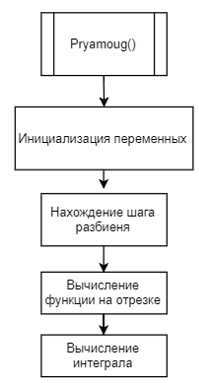 Pryamoug()
Инициализация переменных
Нахождение шага
разбиеня
Вычисление
функции на отрезке
Вычисление
интеграла